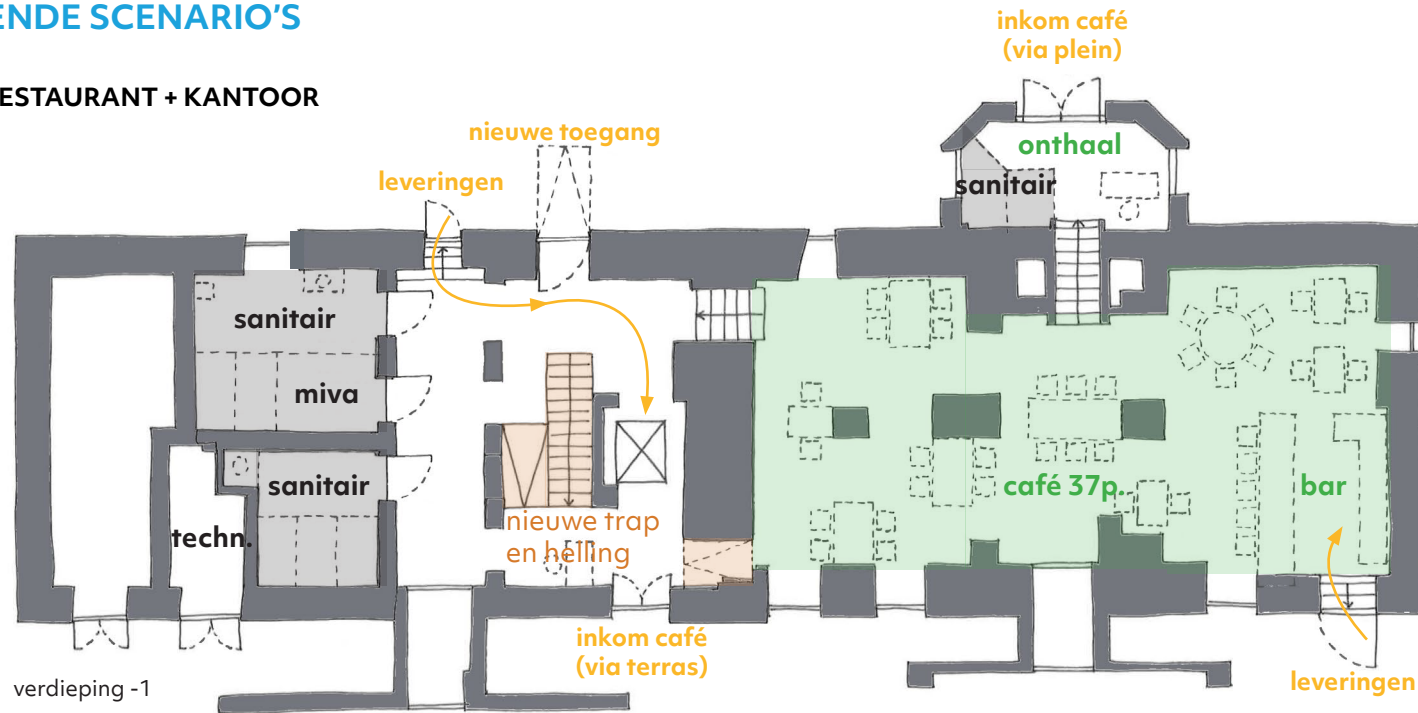 ENDE SCENARIO'S
ESTAURANT + KANTOOR
inkom café
(via plein)
nieuwe toegang
leveringen
onthaal
sanitair
sanitair
miva
sanitair
techn.
nieuwe trap
en helling
café 37p.
bar
inkom café
(via terras)
leveringen
verdieping -1